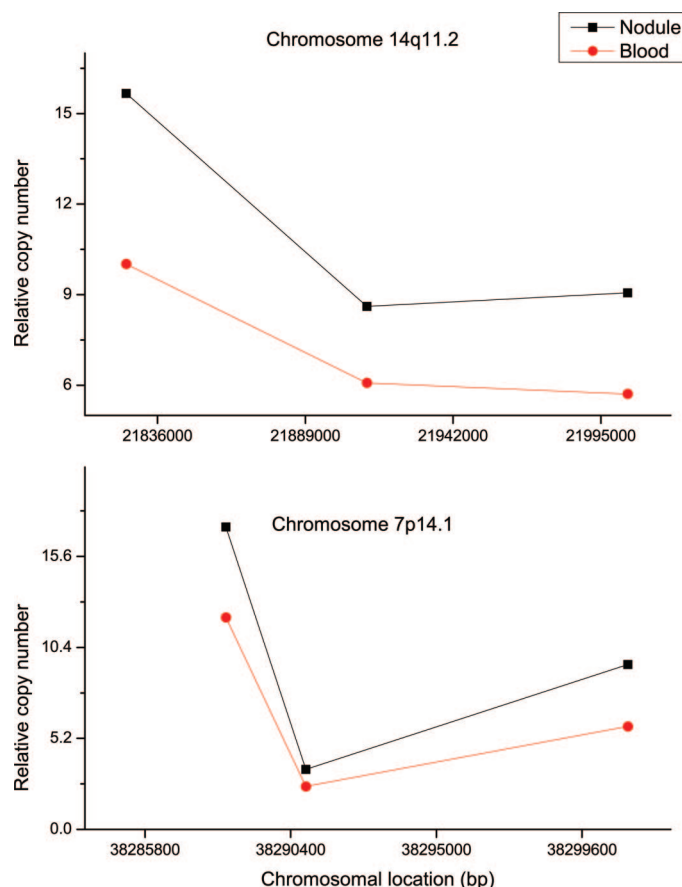 Chromosome 14q11.2
Nodule
Blood
Relative copy number
15
12
9
6
21836000 21889000 21942000 21995000
Chromosome 7p14.1
Relative copy number
15.6
10.4
5.2
0.0
38285800 38290400 38295000 38299600
Chromosomal location (bp)